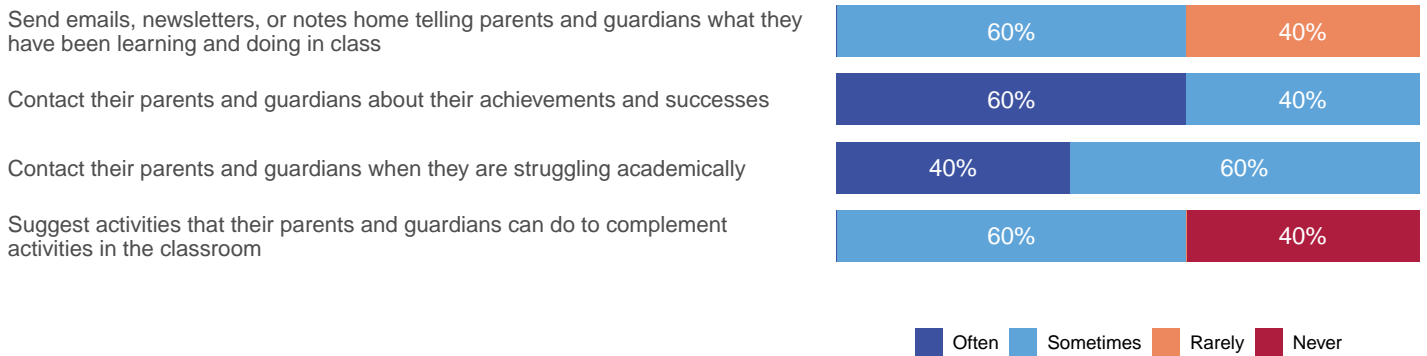 Send emails, newsletters, or notes home telling parents and guardians what they
have been learning and doing in class
60% 40%
Contact their parents and guardians about their achievements and successes
60% 40%
Contact their parents and guardians when they are struggling academically
40% 60%
Suggest activities that their parents and guardians can do to complement
activities in the classroom
60% 40%
Often Sometimes Rarely Never